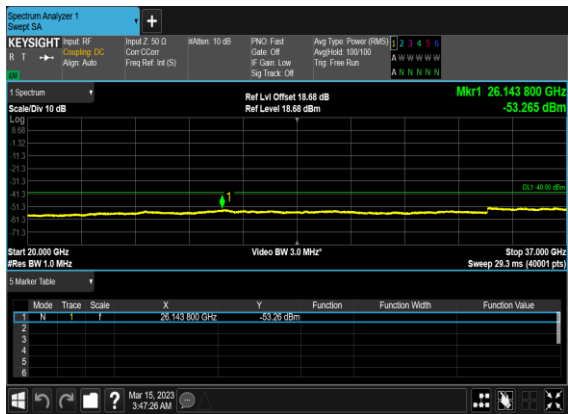 Spectrum Analyzer 1
Swept SA
KEYSIGHT Input: RF Input Z: 50 Ω #Atten: 10 dB PNO: Fast Avg Type: Power (RMS) 1 2 3 4 5 6
R T Coupling: DC Corr CCorr Gate: Off Avg|Hold: 100/100 A W W W W W
Align: Auto Freq Ref: Int (S) IF Gain: Low Trig: Free Run
Sig Track: Off A N N N N N
1 Spectrum Ref Lvl Offset 18.68 dB Mkr1 26.143 800 GHz
Scale/Div 10 dB Ref Level 18.68 dBm -53.265 dBm
Log
8.68
-1.32
-11.3
-21.3
-31.3
DL1 -40.00 dBm
-41.3
1
-51.3
-61.3
-71.3
Start 20.000 GHz Video BW 3.0 MHz* Stop 37.000 GHz
#Res BW 1.0 MHz Sweep 29.3 ms (40001 pts)
5 Marker Table
Mode Trace Scale X Y Function Function Width Function Value
1 N 1 f 26.143 800 GHz -53.26 dBm
2
3
4
5
6
? Mar 15, 2023
3:47:26 AM